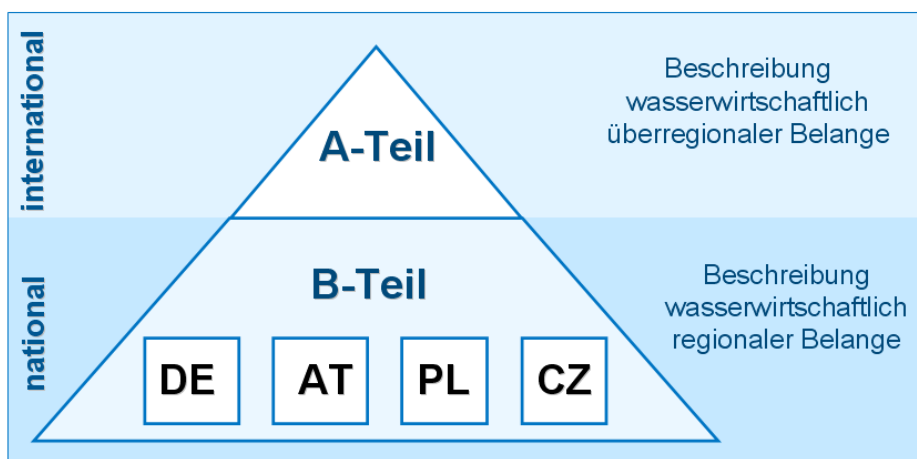 international
A-Teil
Beschreibung
wasserwirtschaftlich
überregionaler Belange
national
B-Teil
DE AT PL CZ
Beschreibung
wasserwirtschaftlich
regionaler Belange